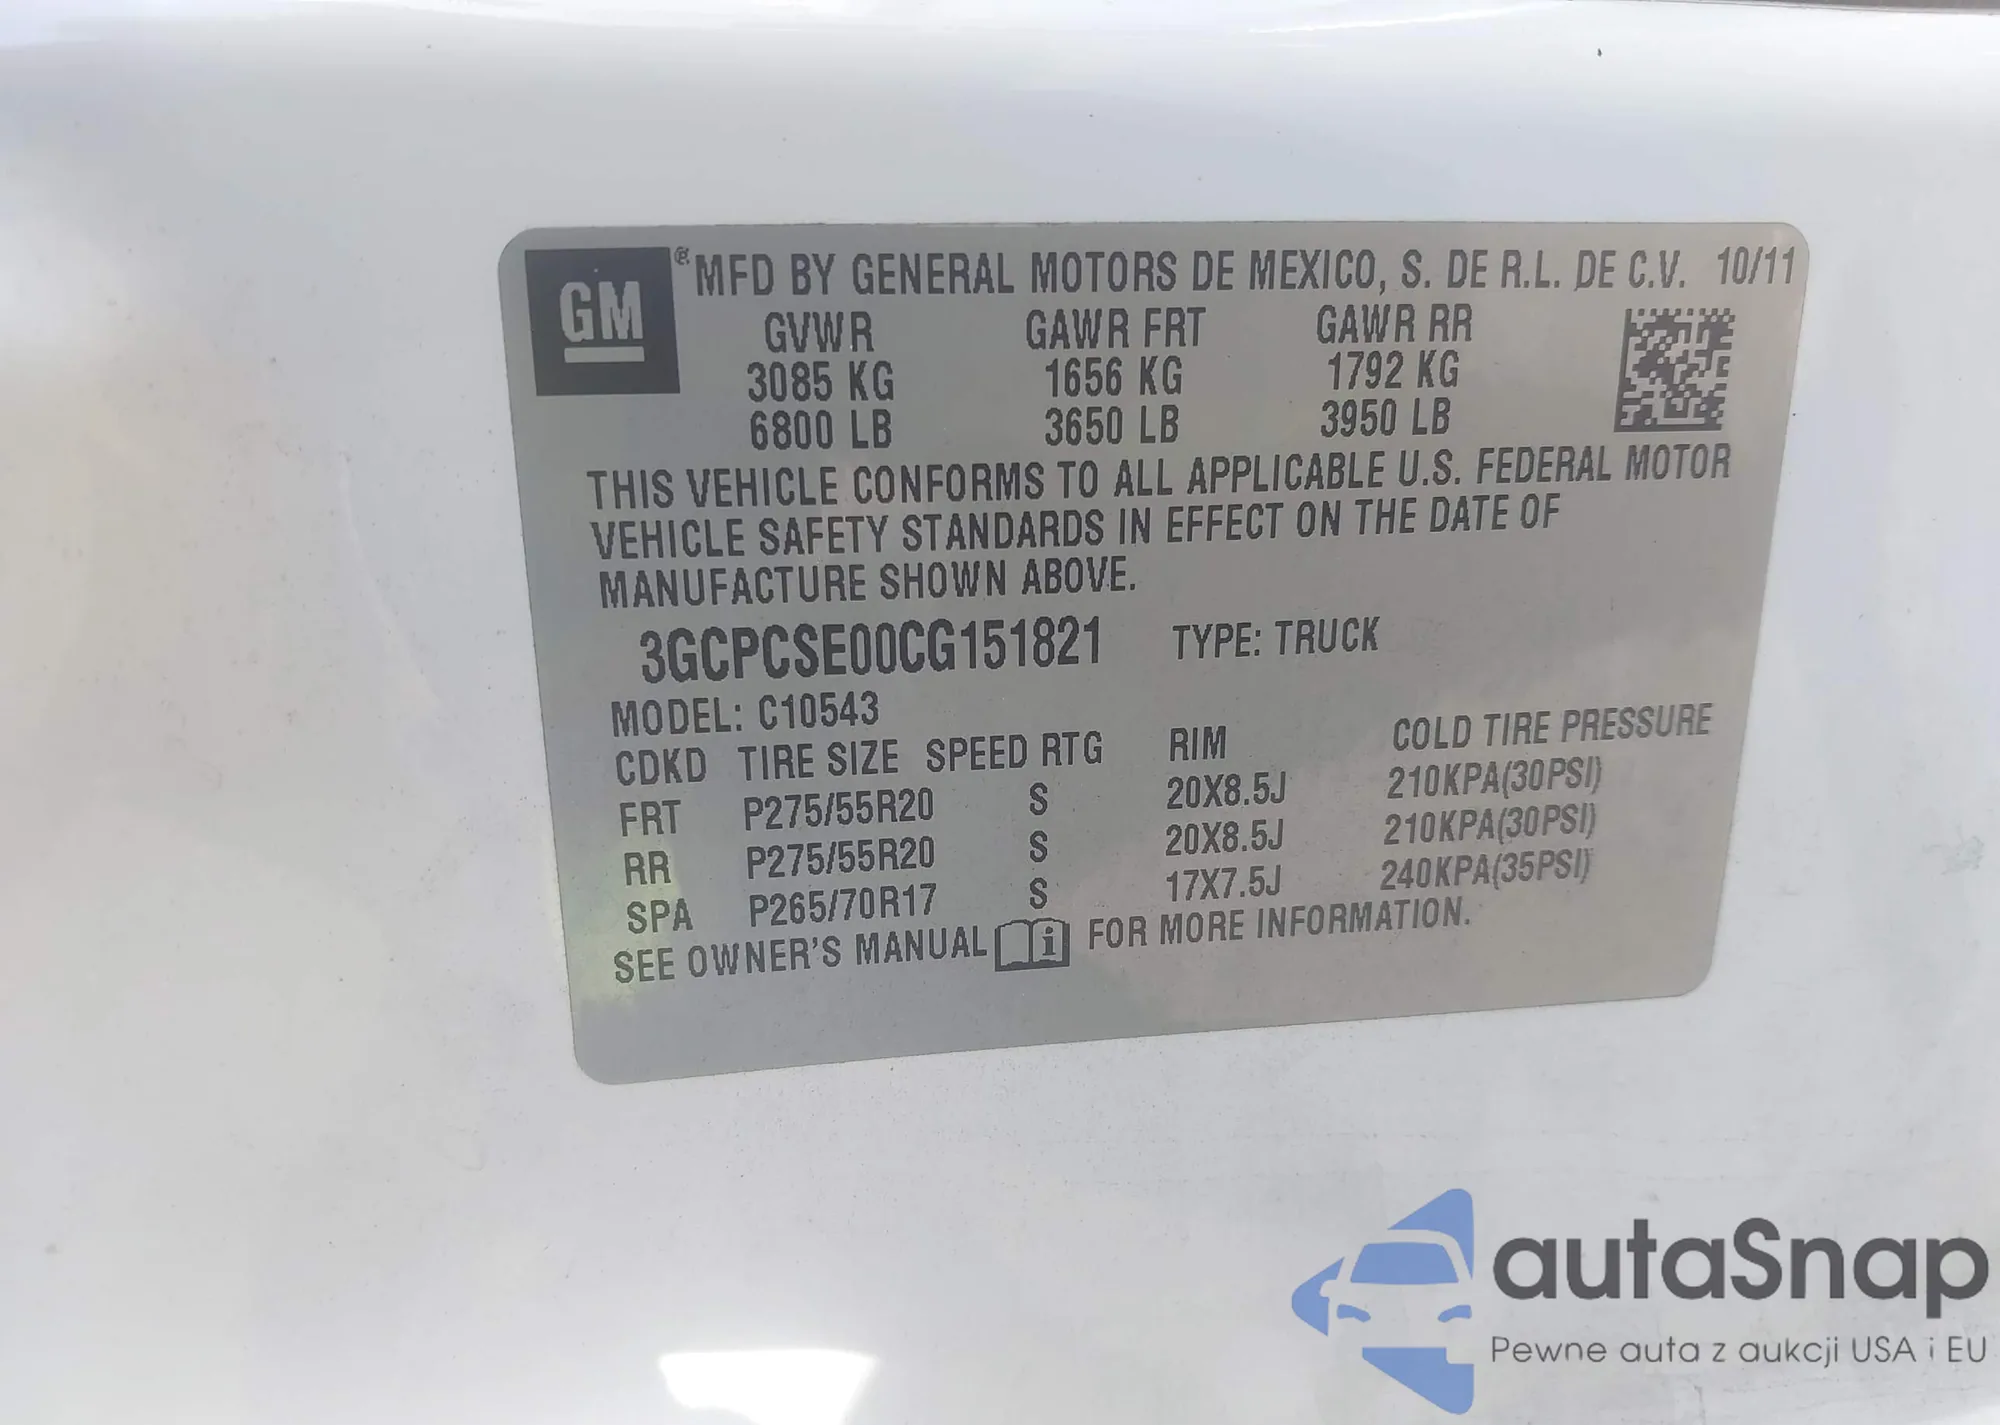 GM ® MFD BY GENERAL MOTORS DE MEXICO, S. DE R.L. DE C.V. 10/11
GVWR GAWR FRT GAWR RR
3085 KG 1656 KG 1792 KG
6800 LB 3650 LB 3950 LB
THIS VEHICLE CONFORMS TO ALL APPLICABLE U.S. FEDERAL MOTOR
VEHICLE SAFETY STANDARDS IN EFFECT ON THE DATE OF
MANUFACTURE SHOWN ABOVE.
3GCPCSE00CG151821 TYPE: TRUCK
MODEL: C10543
CDKD TIRE SIZE SPEED RTG RIM COLD TIRE PRESSURE
FRT P275/55R20 S 20X8.5J 210KPA(30PSI)
RR P275/55R20 S 20X8.5J 210KPA(30PSI)
SPA P265/70R17 S 17X7.5J 240KPA(35PSI)
SEE OWNER'S MANUAL i FOR MORE INFORMATION.
autaSnap
Pewne auta z aukcji USA i EU